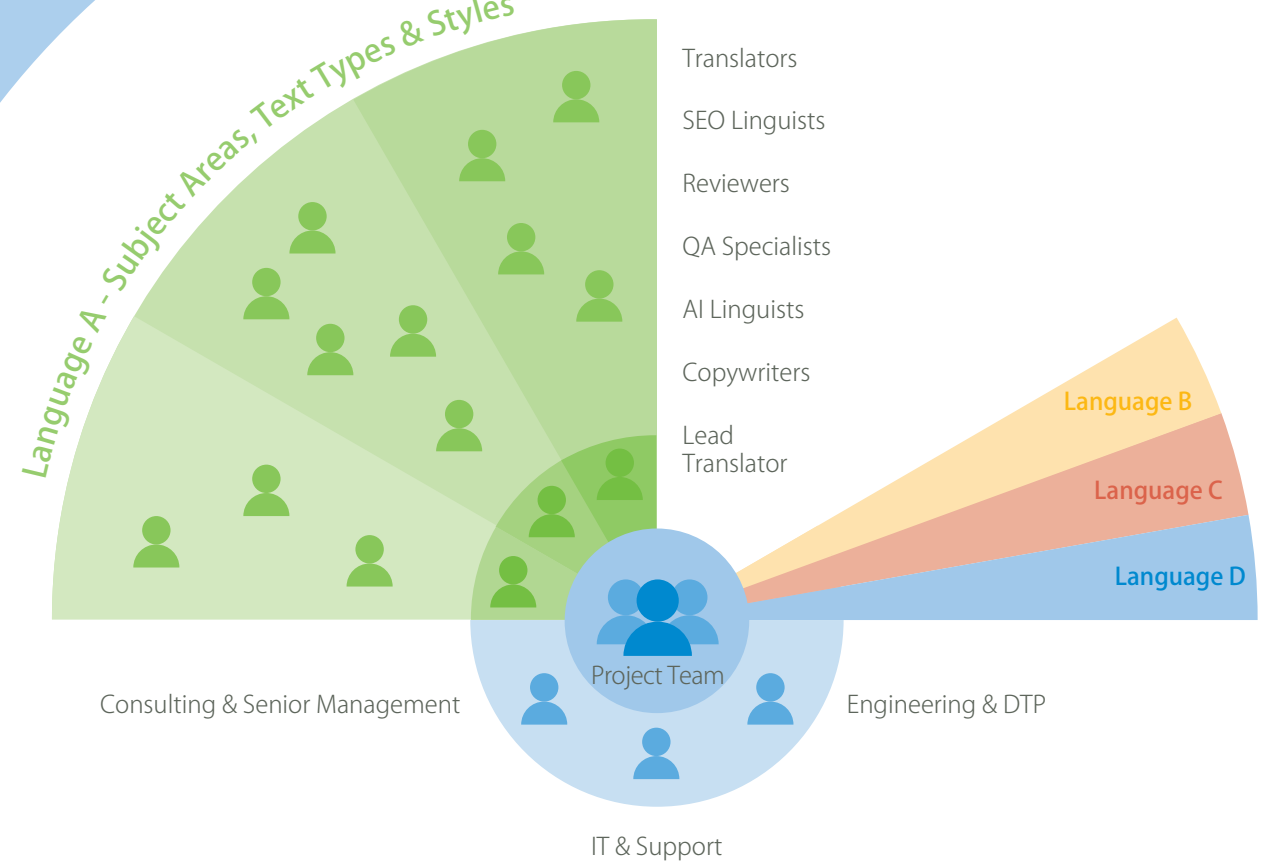 Language A - Subject Areas, Text Types & Styles
Translators
SEO Linguists
Reviewers
QA Specialists
AI Linguists
Copywriters
Lead
Translator
Language B
Language C
Language D
Project Team
Consulting & Senior Management
Engineering & DTP
IT & Support